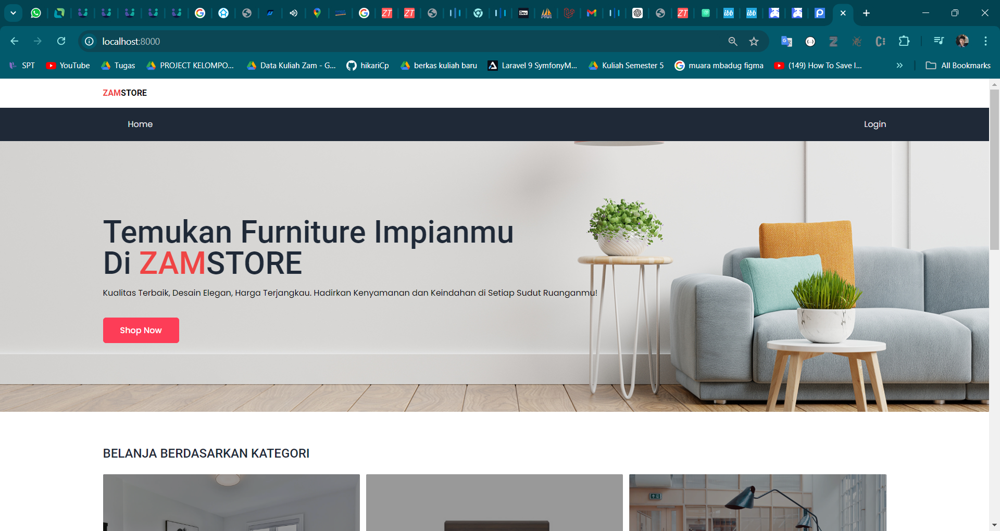 localhost:8000
SPT
YouTube
Tugas
PROJECT KELOMPO...
Data Kuliah Zam - G...
hikariCp
berkas kuliah baru
Laravel 9 SymfonyM...
Kuliah Semester 5
muara mbadug figma
(149) How To Save I...
All Bookmarks
ZAMSTORE
Home
Login
Temukan Furniture Impianmu
Di ZAMSTORE
Kualitas Terbaik, Desain Elegan, Harga Terjangkau. Hadirkan Kenyamanan dan Keindahan di Setiap Sudut Ruanganmu!
Shop Now
BELANJA BERDASARKAN KATEGORI